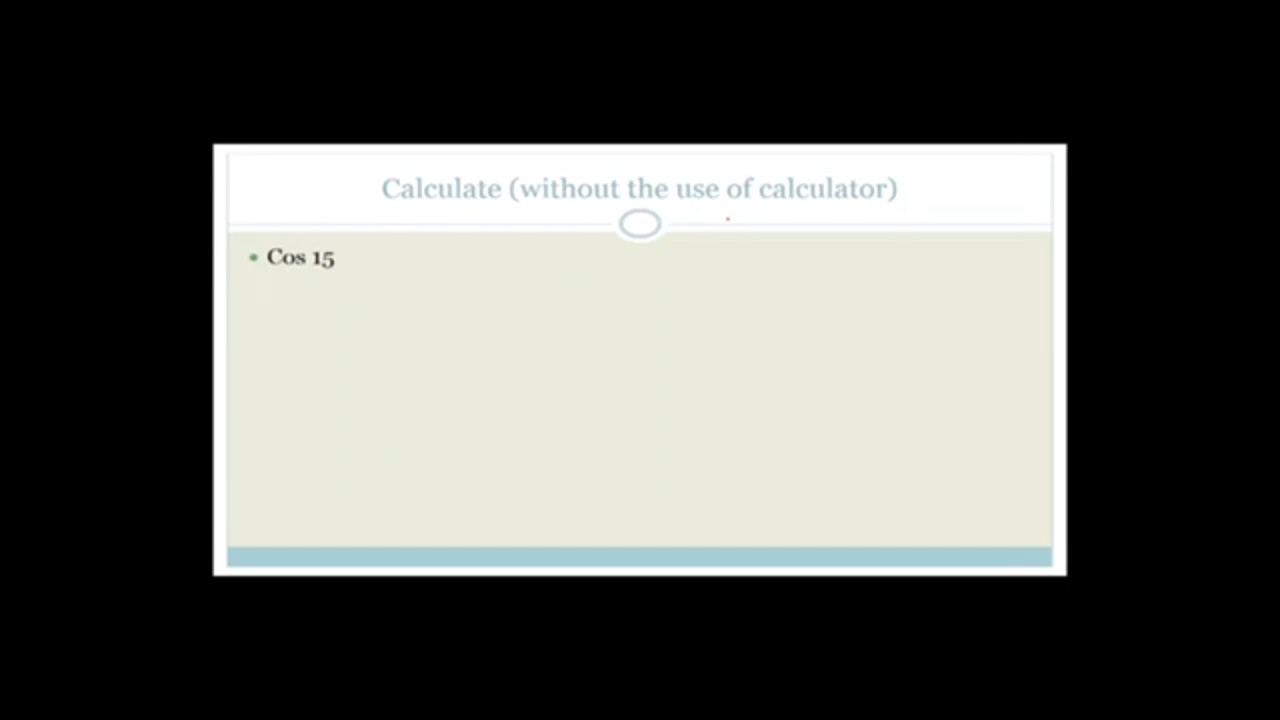 Calculate (without the use of calculator)
• Cos 15